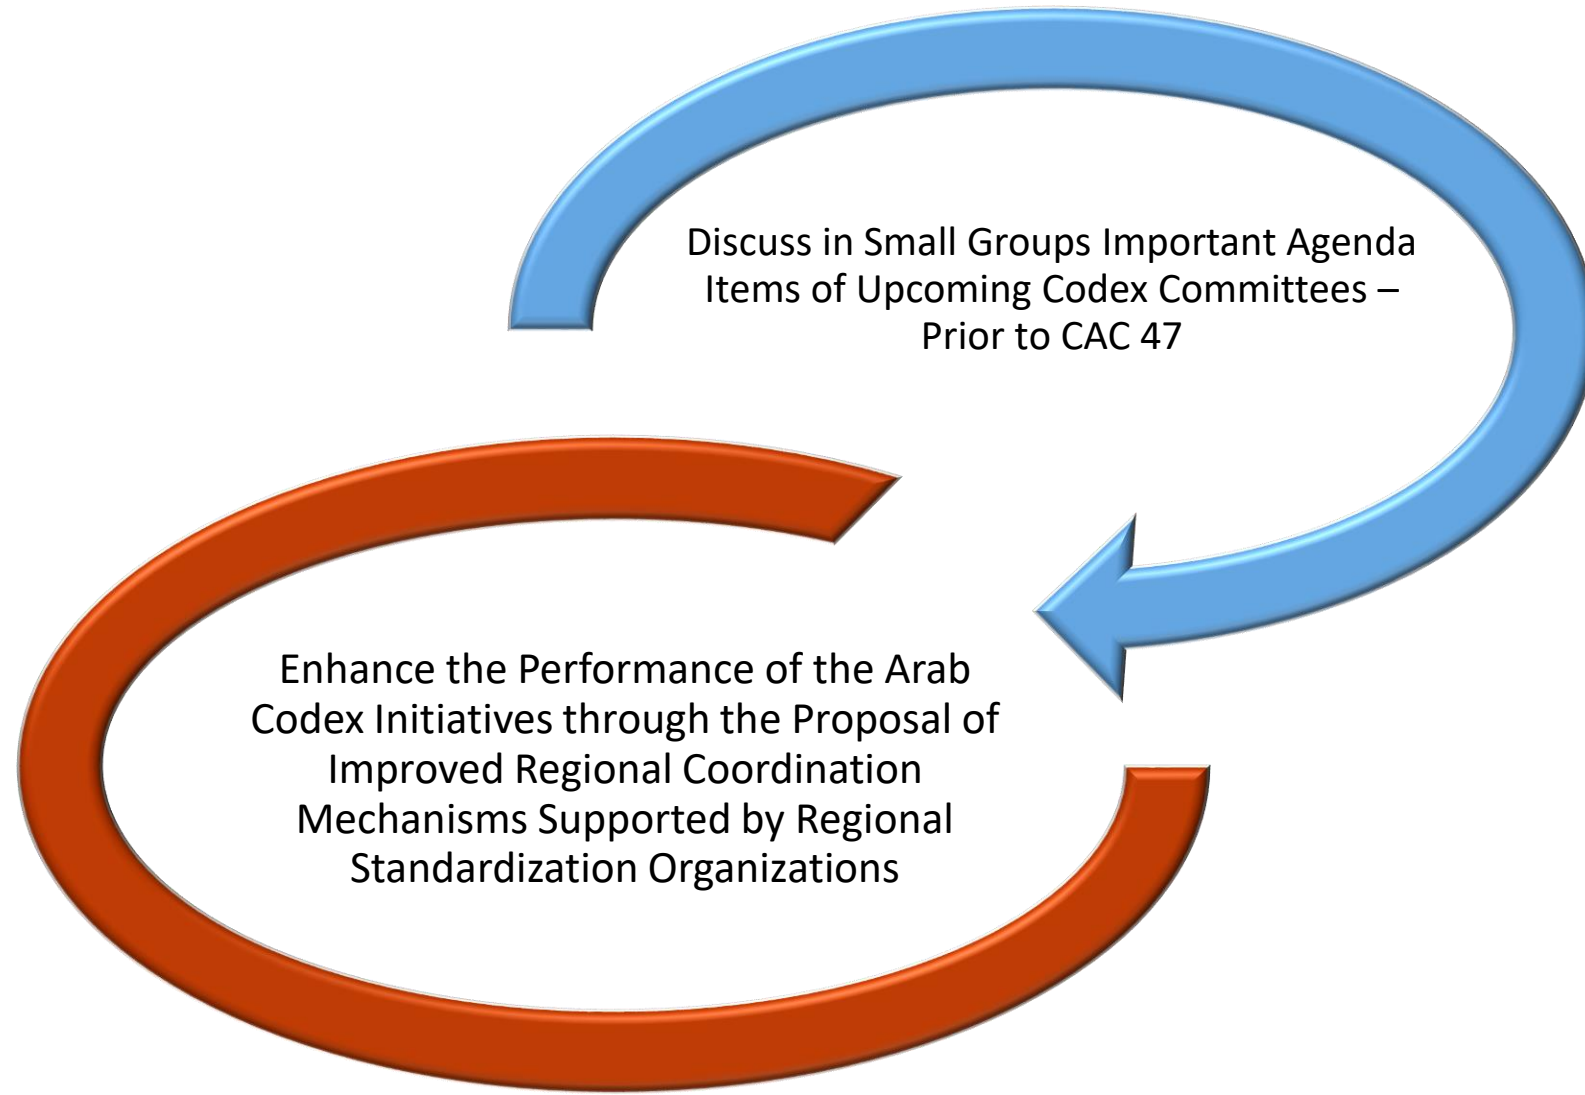 Discuss in Small Groups Important Agenda
Items of Upcoming Codex Committees –
Prior to CAC 47
Enhance the Performance of the Arab
Codex Initiatives through the Proposal of
Improved Regional Coordination
Mechanisms Supported by Regional
Standardization Organizations